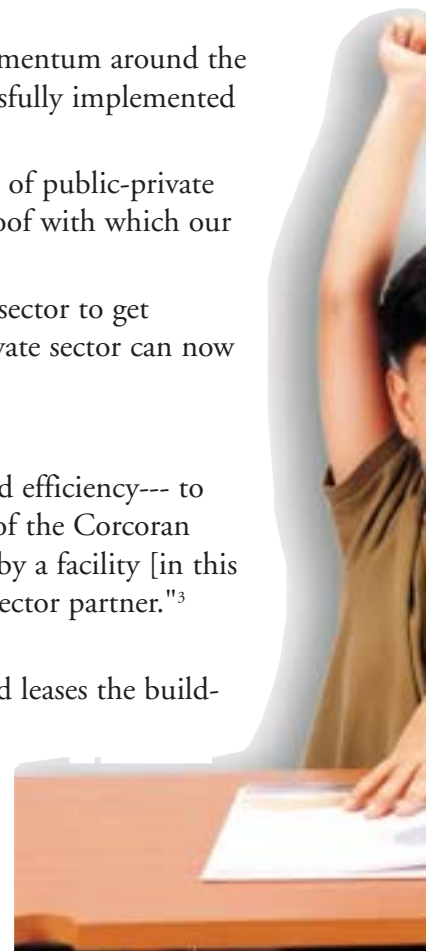 mentum around the
sfully implemented
of public-private
oof with which our
sector to get
vate sector can now
d efficiency--- to
of the Corcoran
by a facility [in this
ector partner."³
d leases the build-